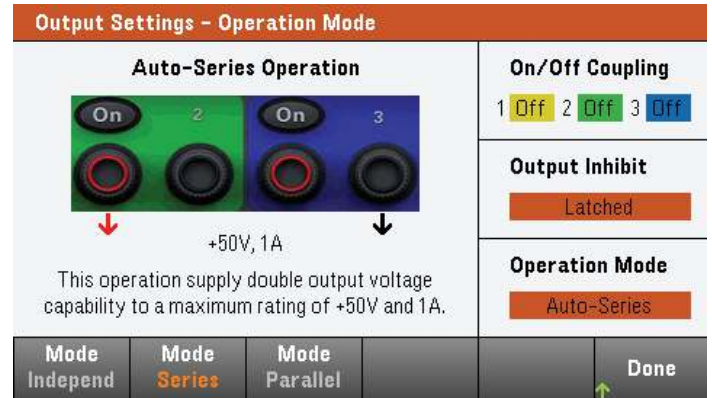 Output Settings - Operation Mode
Auto-Series Operation
On 2 On 3
+50V, 1A
This operation supply double output voltage
capability to a maximum rating of +50V and 1A.
On/Off Coupling
1 Off 2 Off 3 Off
Output Inhibit
Latched
Operation Mode
Auto-Series
Mode
Independ
Mode
Series
Mode
Parallel
Done